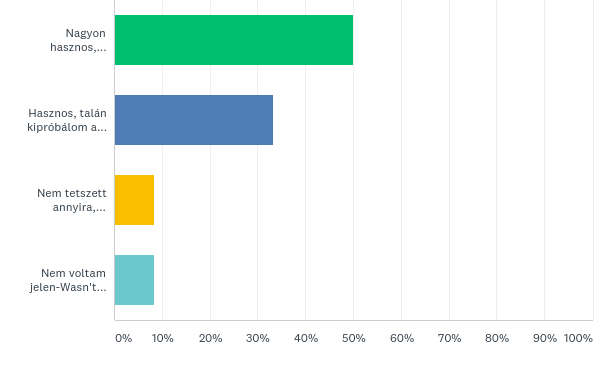 Nagyon
hasznos,...
Hasznos, talán
kipróbálom a...
Nem tetszett
annyira,...
Nem voltam
jelen-Wasn't...
0% 10% 20% 30% 40% 50% 60% 70% 80% 90% 100%